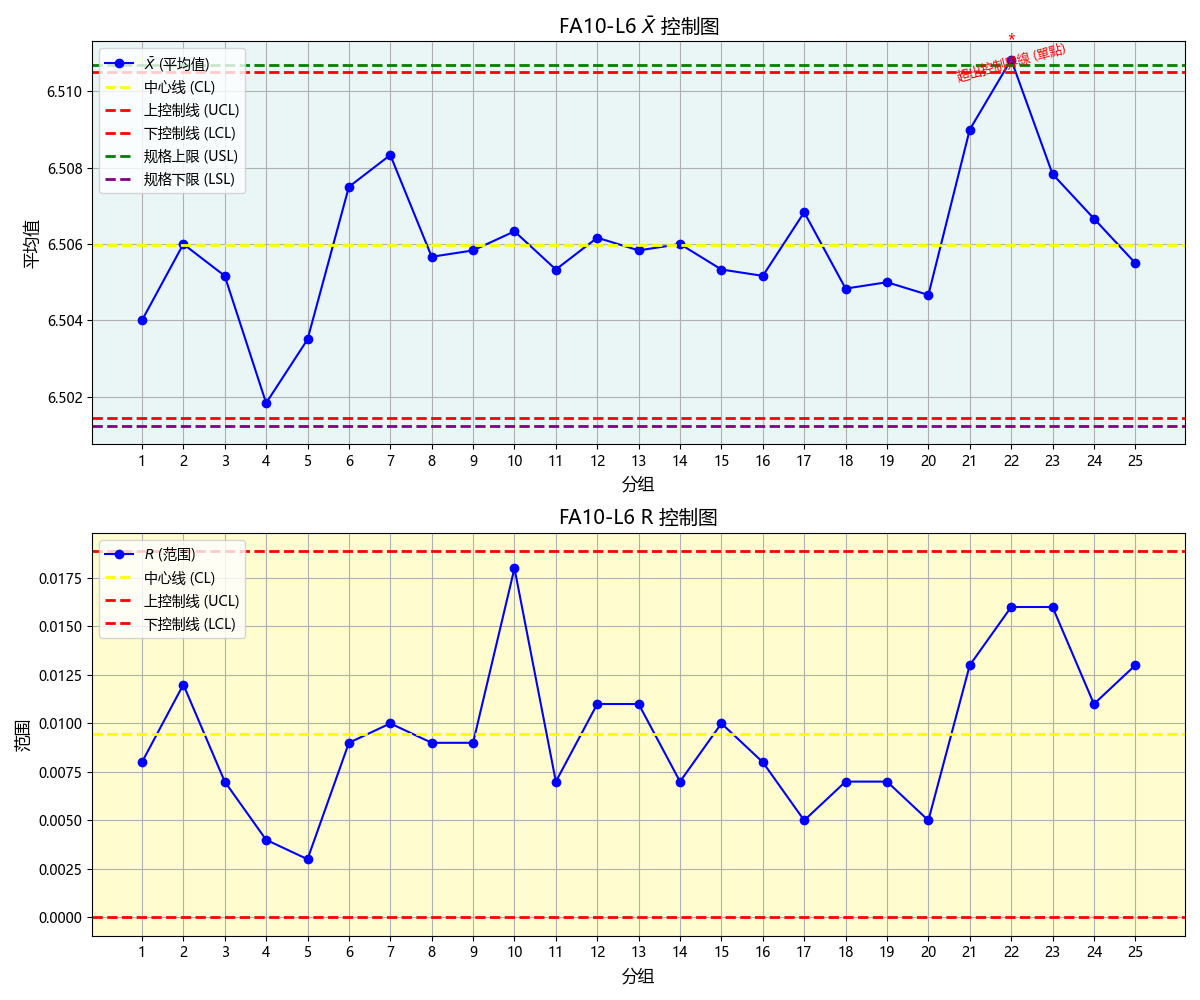 FA10-L6 X̄ 控制图
*
超出控制界線 (單點)
X̄ (平均值)
中心线 (CL)
上控制线 (UCL)
下控制线 (LCL)
规格上限 (USL)
规格下限 (LSL)
平均值
6.510
6.508
6.506
6.504
6.502
1 2 3 4 5 6 7 8 9 10 11 12 13 14 15 16 17 18 19 20 21 22 23 24 25
分组
FA10-L6 R 控制图
R (范围)
中心线 (CL)
上控制线 (UCL)
下控制线 (LCL)
范围
0.0175
0.0150
0.0125
0.0100
0.0075
0.0050
0.0025
0.0000
1 2 3 4 5 6 7 8 9 10 11 12 13 14 15 16 17 18 19 20 21 22 23 24 25
分组